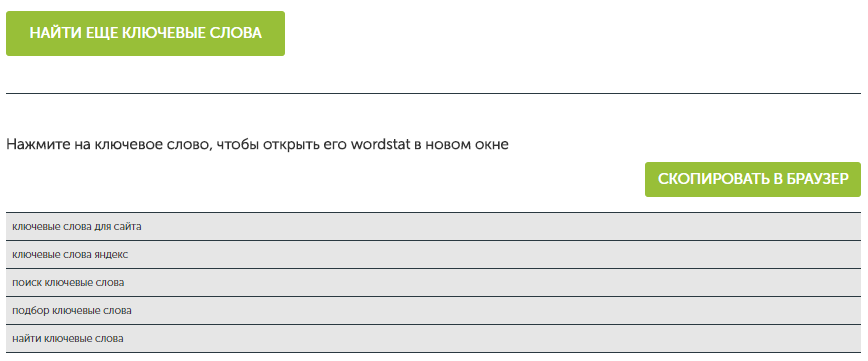 НАЙТИ ЕЩЕ КЛЮЧЕВЫЕ СЛОВА
Нажмите на ключевое слово, чтобы открыть его wordstat в новом окне
СКОПИРОВАТЬ В БРАУЗЕР
ключевые слова для сайта
ключевые слова яндекс
поиск ключевые слова
подбор ключевые слова
найти ключевые слова